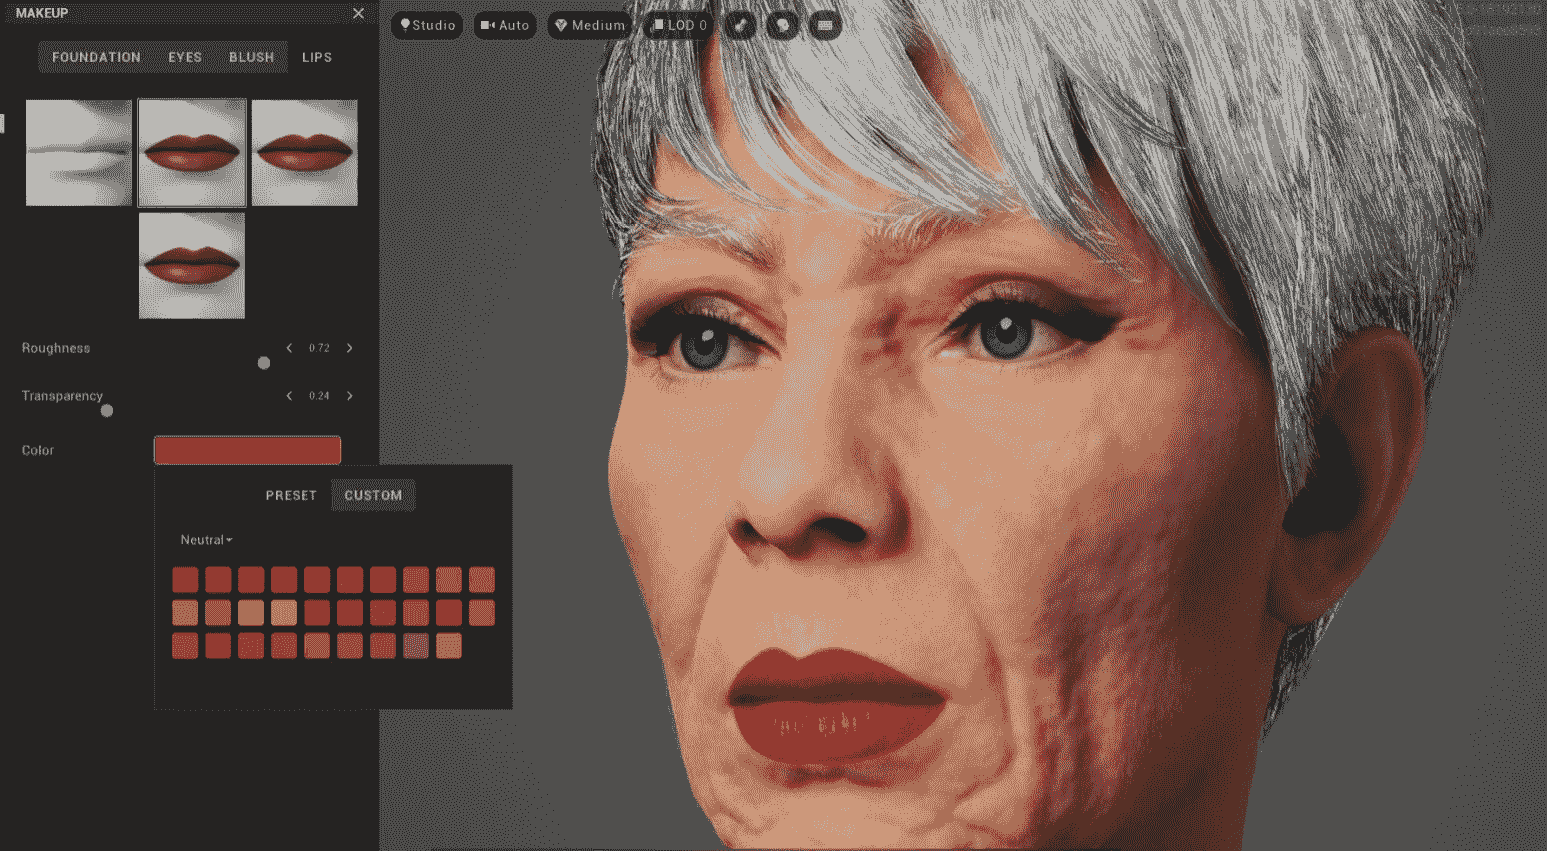 MAKEUP
Studio
Auto
Medium
LOD 0
FOUNDATION
EYES
BLUSH
LIPS
Roughness
0.72
Transparency
0.24
Color
PRESET
CUSTOM
Neutral